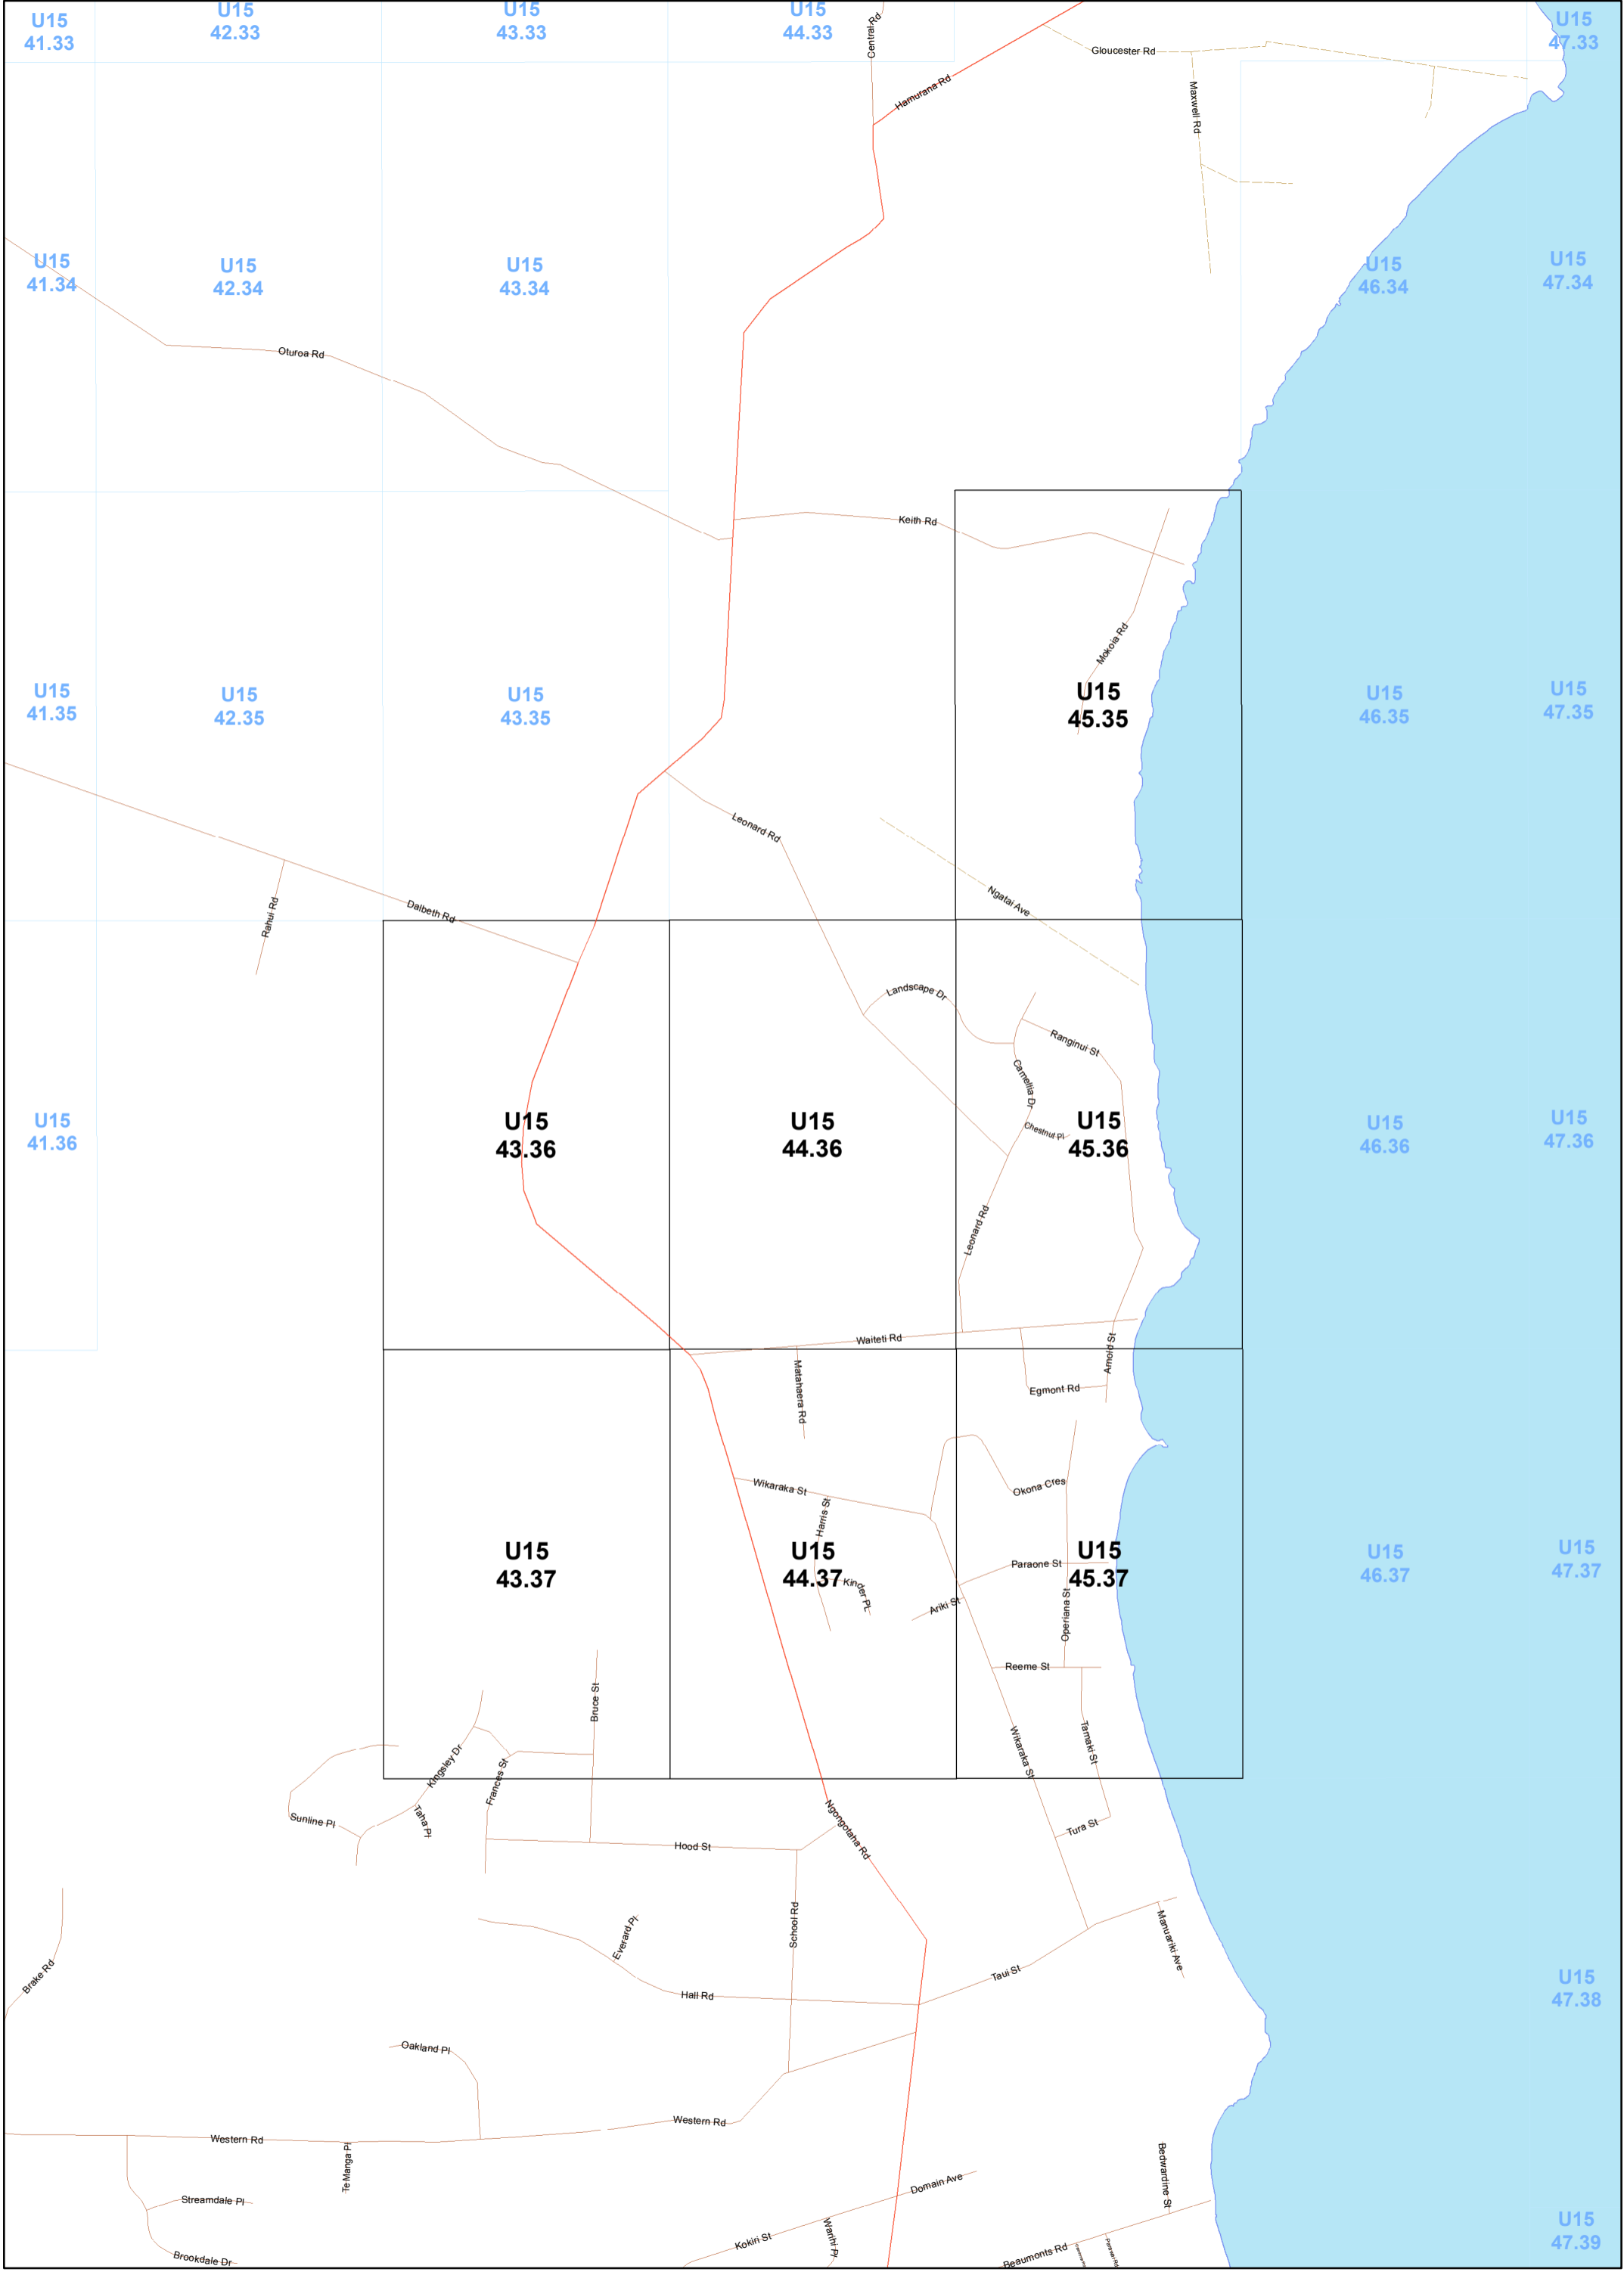 U15
41.33
U15
42.33
U15
43.33
U15
44.33
U15
47.33
Central Rd
Hamurana Rd
Gloucester Rd
Maxwell Rd
U15
41.34
U15
42.34
U15
43.34
U15
46.34
U15
47.34
Oturoa Rd
Keith Rd
Mokoia Rd
U15
41.35
U15
42.35
U15
43.35
U15
45.35
U15
46.35
U15
47.35
Leonard Rd
Rahui Rd
Dalbeth Rd
Ngatai Ave
Landscape Dr
Ranginui St
Camellia Dr
Chestnut Pl
U15
41.36
U15
43.36
U15
44.36
U15
45.36
U15
46.36
U15
47.36
Leonard Rd
Waiteti Rd
Arnold St
Matahaera Rd
Egmont Rd
Wikaraka St
Okona Cres
Harris St
U15
43.37
U15
44.37
U15
45.37
U15
46.37
U15
47.37
Kinder PL
Paraone St
Ariki St
Operiana St
Reeme St
Bruce St
Wikaraka St
Tamaki St
Kingsley Dr
Frances St
Sunline Pl
Taha Pl
Ngongotaha Rd
Tura St
Hood St
School Rd
Everard Pl
Manuariki Ave
Brake Rd
Taui St
Hall Rd
U15
47.38
Oakland Pl
Western Rd
Western Rd
Te Manga Pl
Bedwardine St
Domain Ave
Streamdale Pl
Kokiri St
Warihi Pl
U15
47.39
Brookdale Dr
Beaumonts Rd